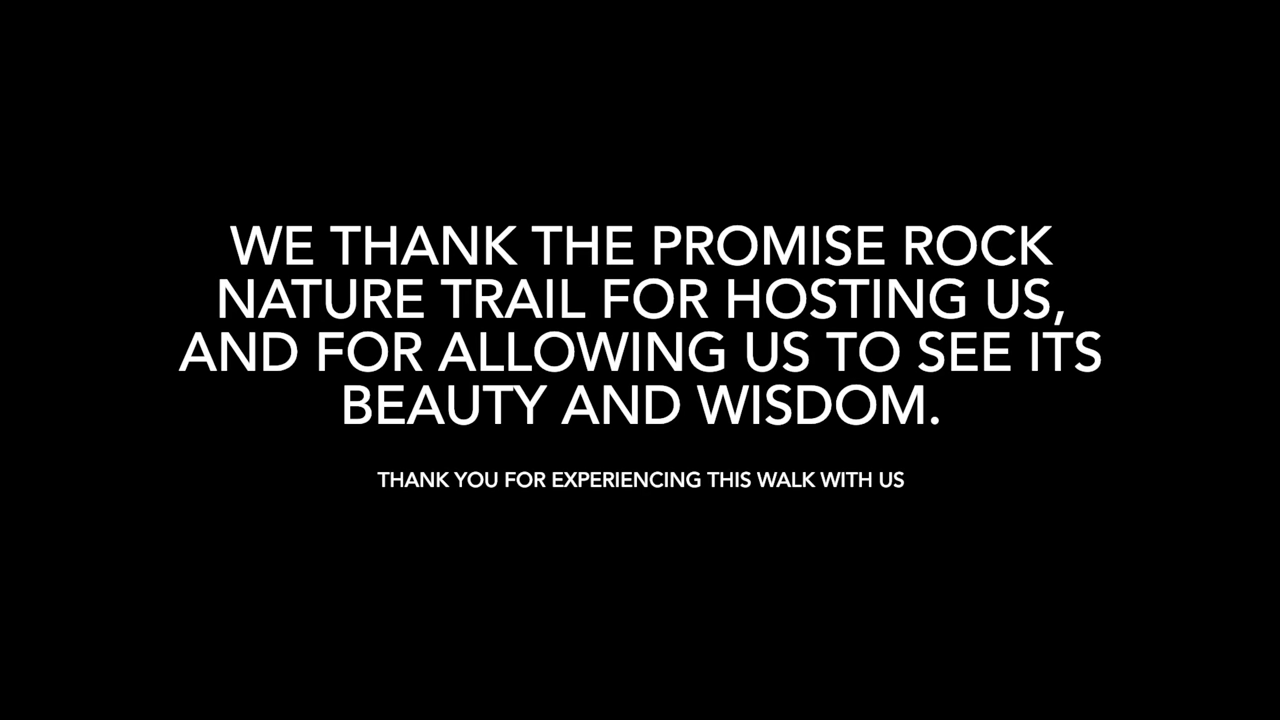 WE THANK THE PROMISE ROCK
NATURE TRAIL FOR HOSTING US,
AND FOR ALLOWING US TO SEE ITS
BEAUTY AND WISDOM.
THANK YOU FOR EXPERIENCING THIS WALK WITH US